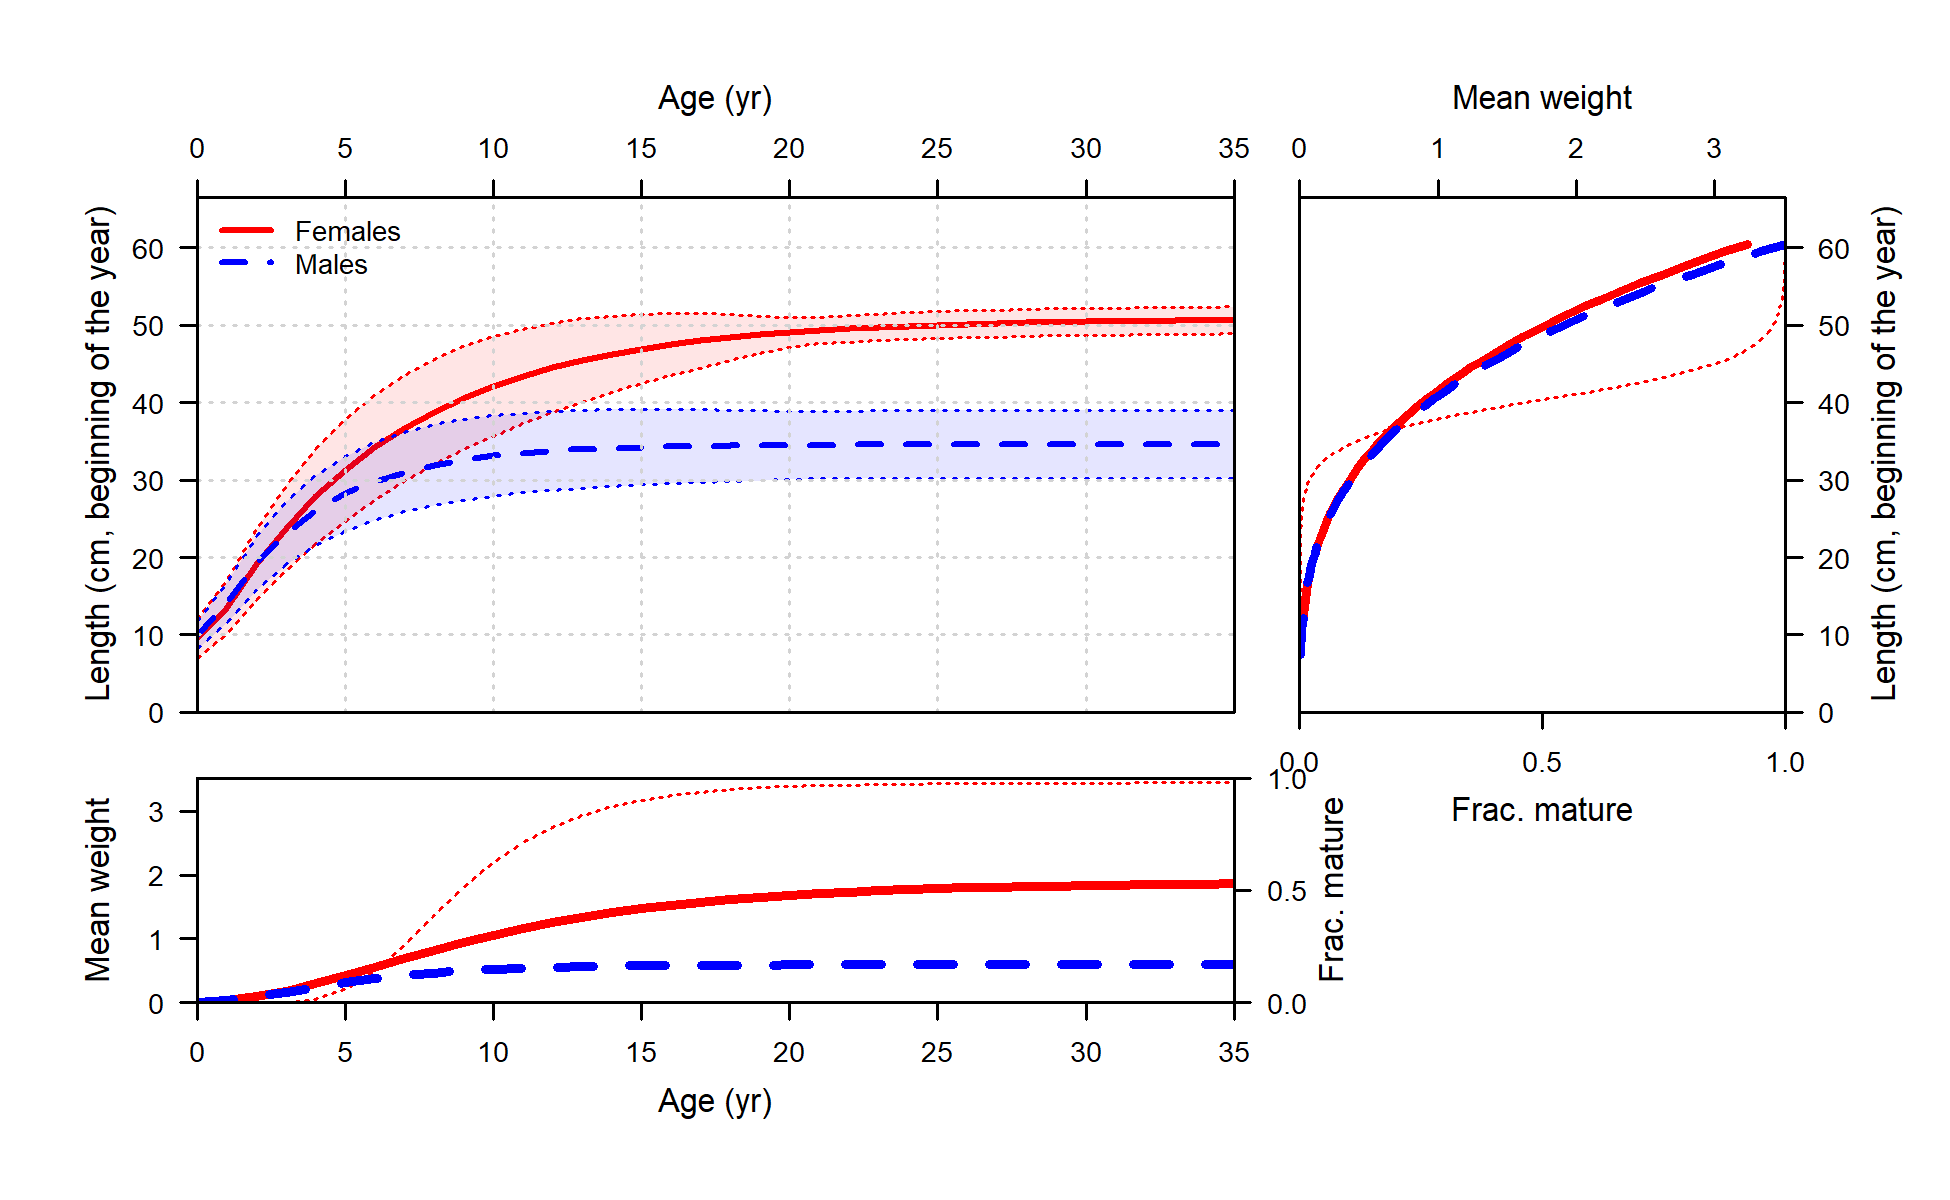 Age (yr)
Mean weight
0 5 10 15 20 25 30 35
0 1 2 3
Females
Males
60
50
40
30
20
10
0
Length (cm, beginning of the year)
60
50
40
30
20
10
0
Length (cm, beginning of the year)
0.0 0.5 1.0
Frac. mature
3
2
1
0
Mean weight
1.0
0.5
0.0
Frac. mature
0 5 10 15 20 25 30 35
Age (yr)